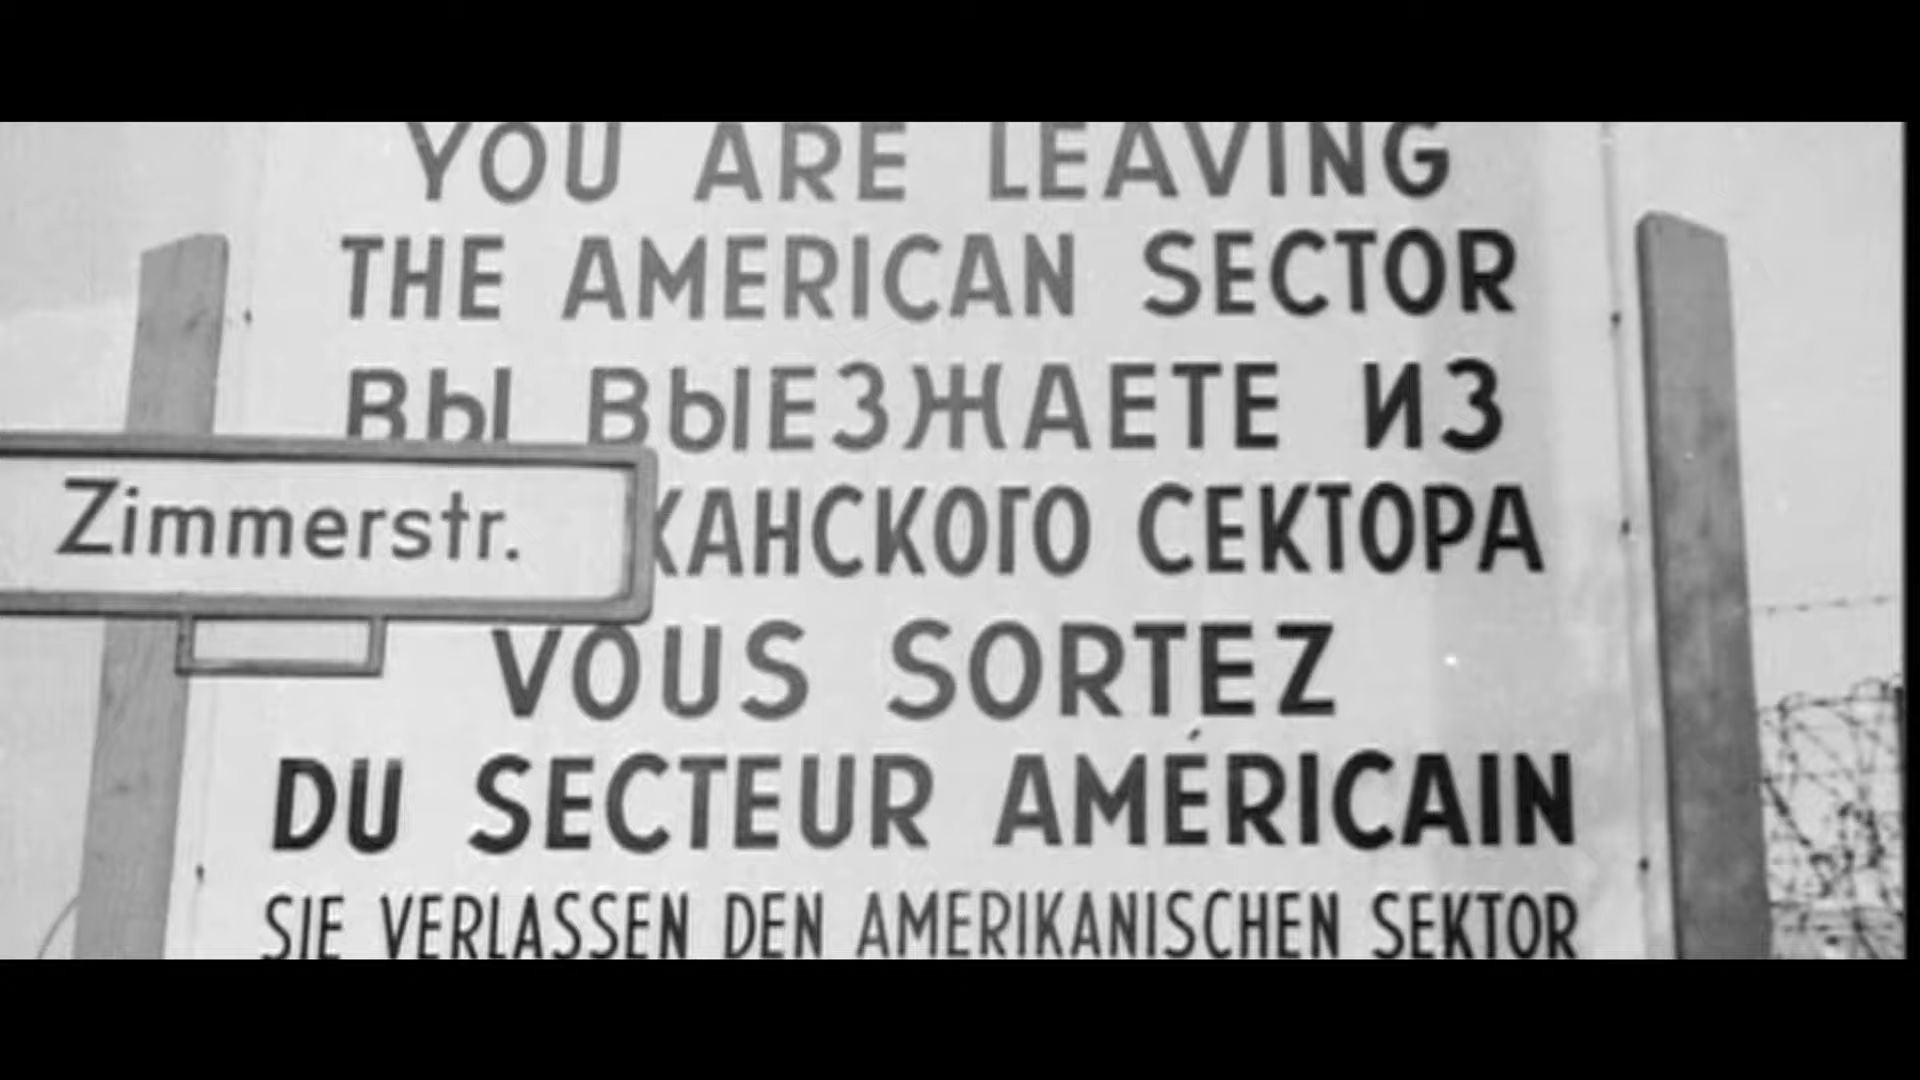 YOU ARE LEAVING
THE AMERICAN SECTOR
ВЫ ВЫЕЗЖАЕТЕ ИЗ
СЕКТОРА
Zimmerstr.
VOUS SORTEZ
DU SECTEUR AMÉRICAIN
SIE VERLASSEN DEN AMERIKANISCHEN SEKTOR